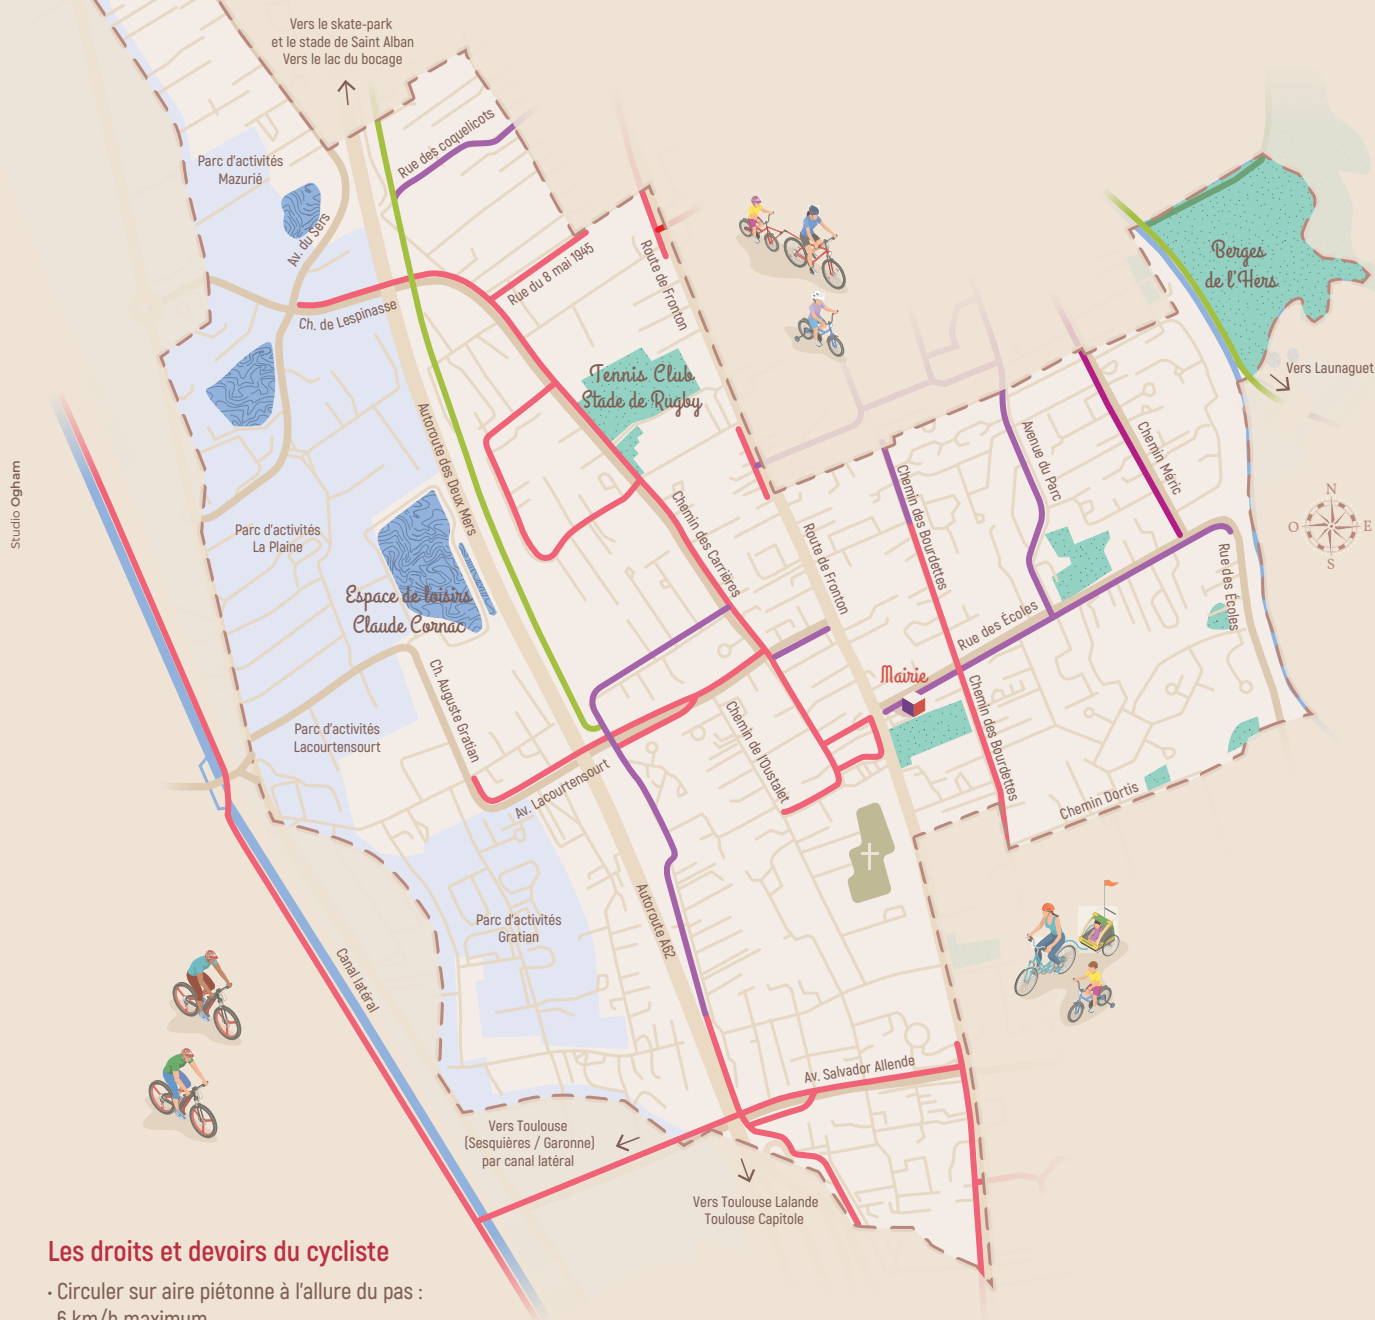 Vers le skate-park
et le stade de Saint Alban
Vers le lac du bocage
Rue des coquelicots
Parc d'activités
Mazurié
Av. du Sers
Rue du 8 mai 1945
Route de Fronton
Ch. de Lespinasse
Berges
de l'Hers
Vers Launaguet
Tennis Club
Stade de Rugby
Autoroute des Deux Mers
Avenue du Parc
Chemin Méric
Chemin des Bourdettes
Chemin des Carrières
Route de Fronton
N
O
E
S
Studio Ogham
Parc d'activités
La Plaine
Espace de loisirs
Claude Cornac
Rue des Écoles
Rue des Écoles
Mairie
Ch. Auguste Gratian
Chemin de l'Oustalet
Chemin des Bourdettes
Parc d'activités
Lacourtensourt
Av. Lacourtensourt
Chemin Dortis
Parc d'activités
Gratian
Autoroute A62
Canal latéral
Av. Salvador Allende
Vers Toulouse
(Sesquières / Garonne)
par canal latéral
Vers Toulouse Lalande
Toulouse Capitole
Les droits et devoirs du cycliste
• Circuler sur aire piétonne à l'allure du pas :
6 km/h maximum